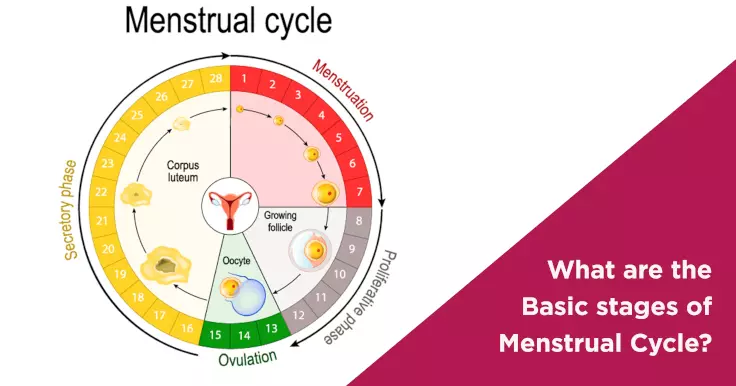 Menstrual cycle
Menstruation
Proliferative phase
Ovulation
Secretory phase
1
2
3
4
5
6
7
8
9
10
11
12
13
14
15
16
17
18
19
20
21
22
23
24
25
26
27
28
Corpus
luteum
Growing
follicle
Oocyte
What are the
Basic stages of
Menstrual Cycle?